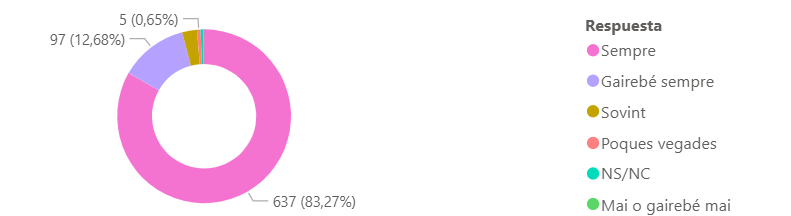 5 (0,65%)
97 (12,68%)
637 (83,27%)
Respuesta
Sempre
Gairebé sempre
Sovint
Poques vegades
NS/NC
Mai o gairebé mai